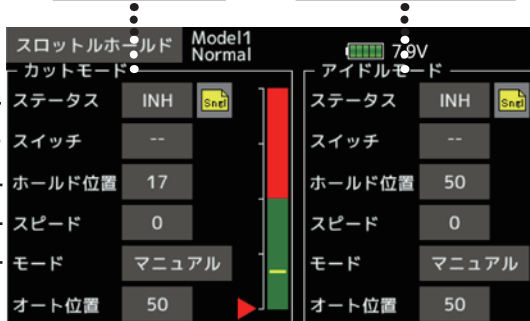 スロットルホールド Model1
Normal 7.9V
カットモード
ステータス INH Snel
スイッチ --
ホールド位置 17
スピード 0
モード マニュアル
オート位置 50
アイドルモード
ステータス INH Snel
スイッチ --
ホールド位置 50
スピード 0
モード マニュアル
オート位置 50